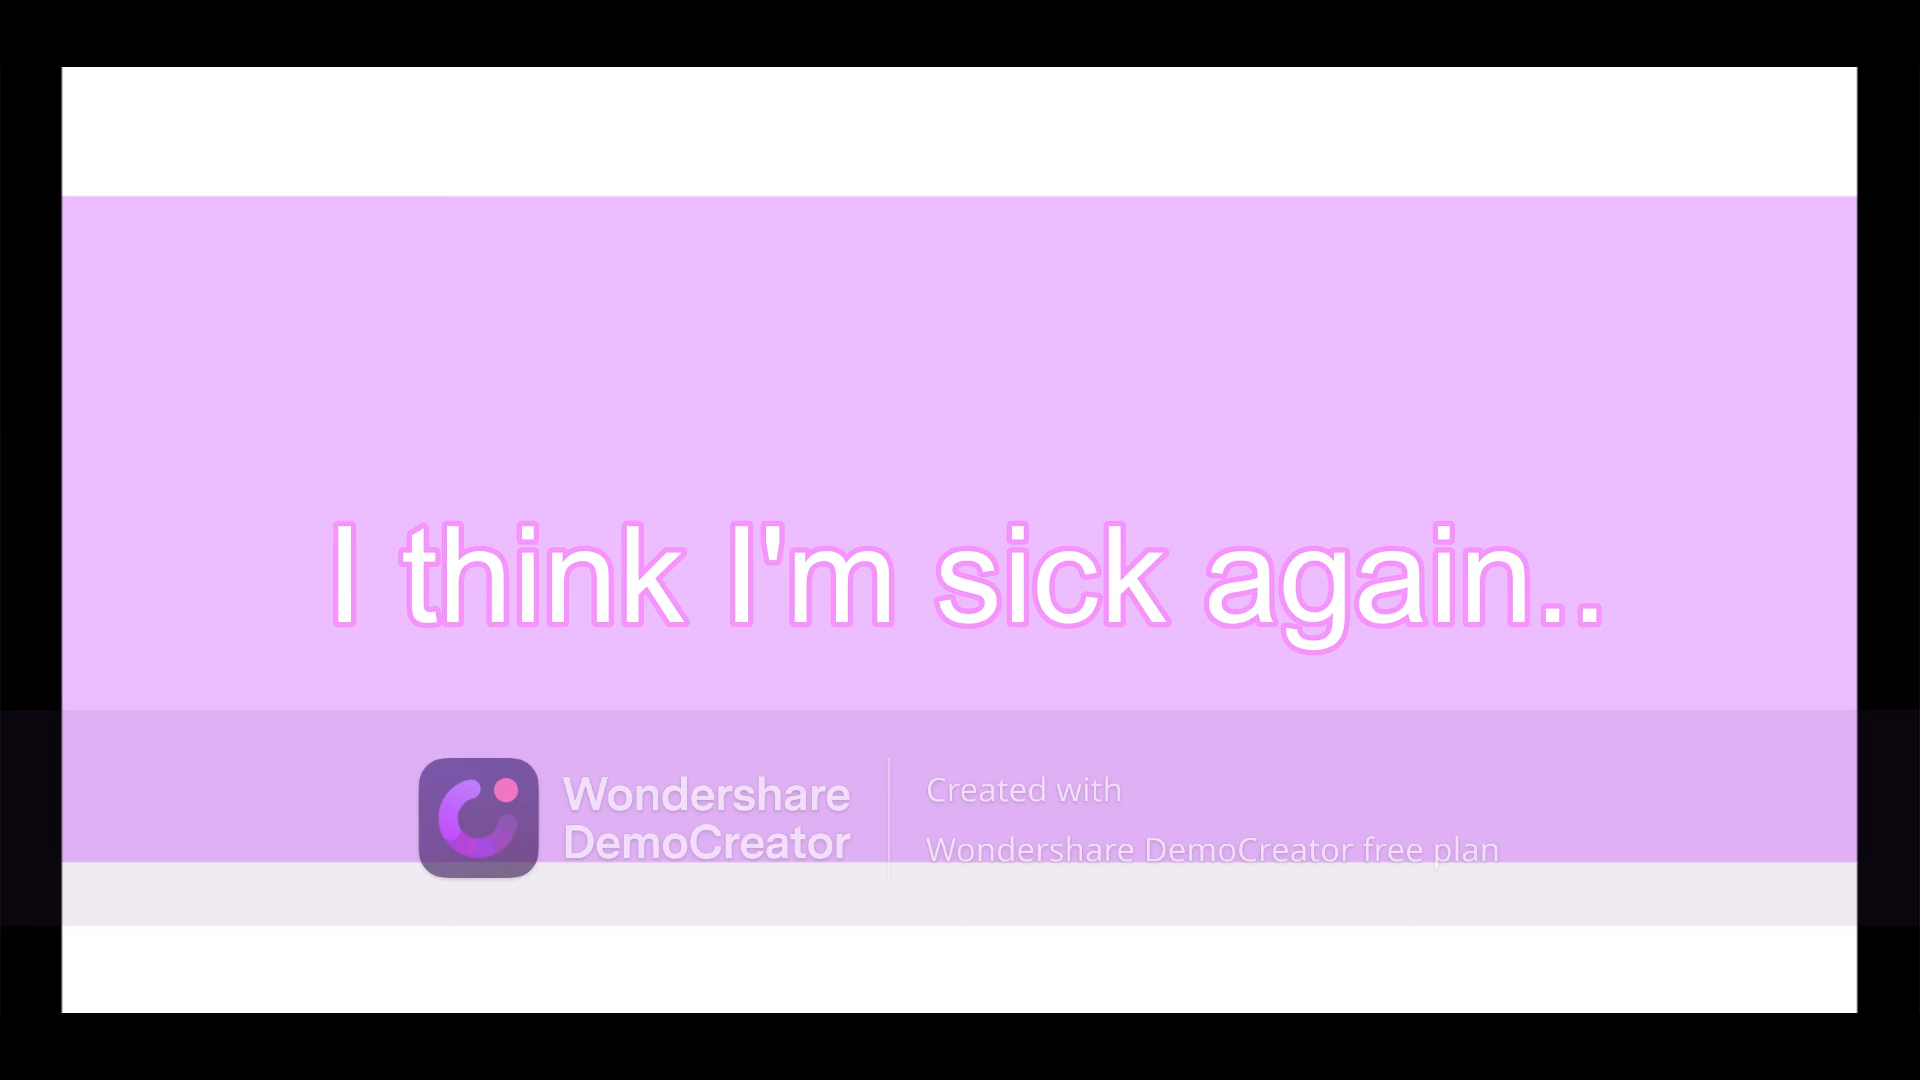 I think I'm sick again..
Wondershare
DemoCreator
Created with
Wondershare DemoCreator free plan